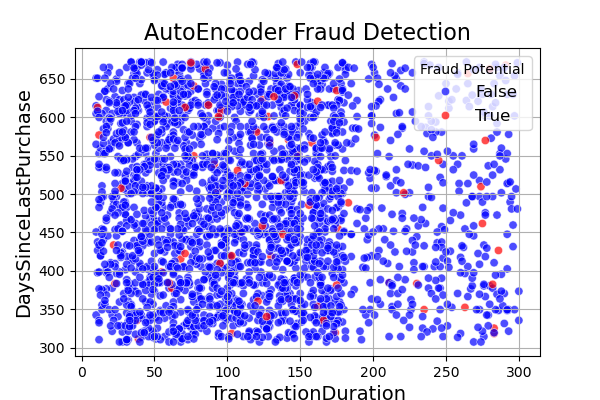 AutoEncoder Fraud Detection
Fraud Potential
False
True
DaysSinceLastPurchase
650
600
550
500
450
400
350
300
0 50 100 150 200 250 300
TransactionDuration